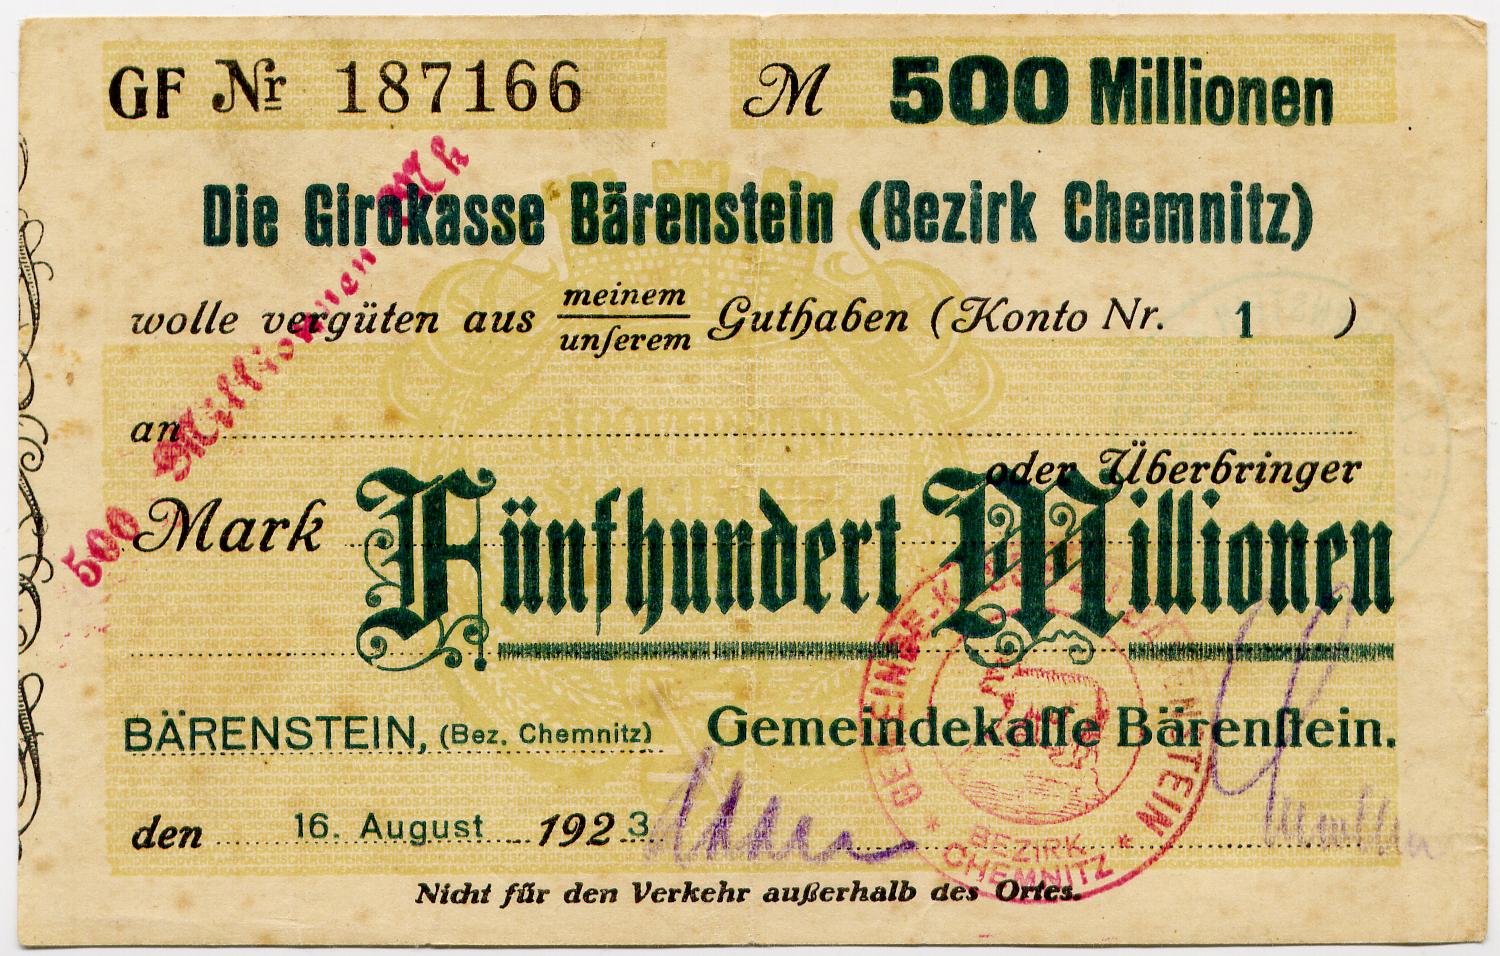 GF Nr 187166 M 500 Millionen
500 Millionen Mk
Die Girokasse Bärenstein (Bezirk Chemnitz)
wolle vergüten aus meinem
unſerem Guthaben (Konto Nr. 1 )
an
oder Überbringer
Mark Fünfhundert Millionen
BÄRENSTEIN, (Bez. Chemnitz) Gemeindekaſſe Bärenſtein.
den 16. August 1923
BEZIRK
CHEMNITZ
Nicht für den Verkehr außerhalb des Ortes.